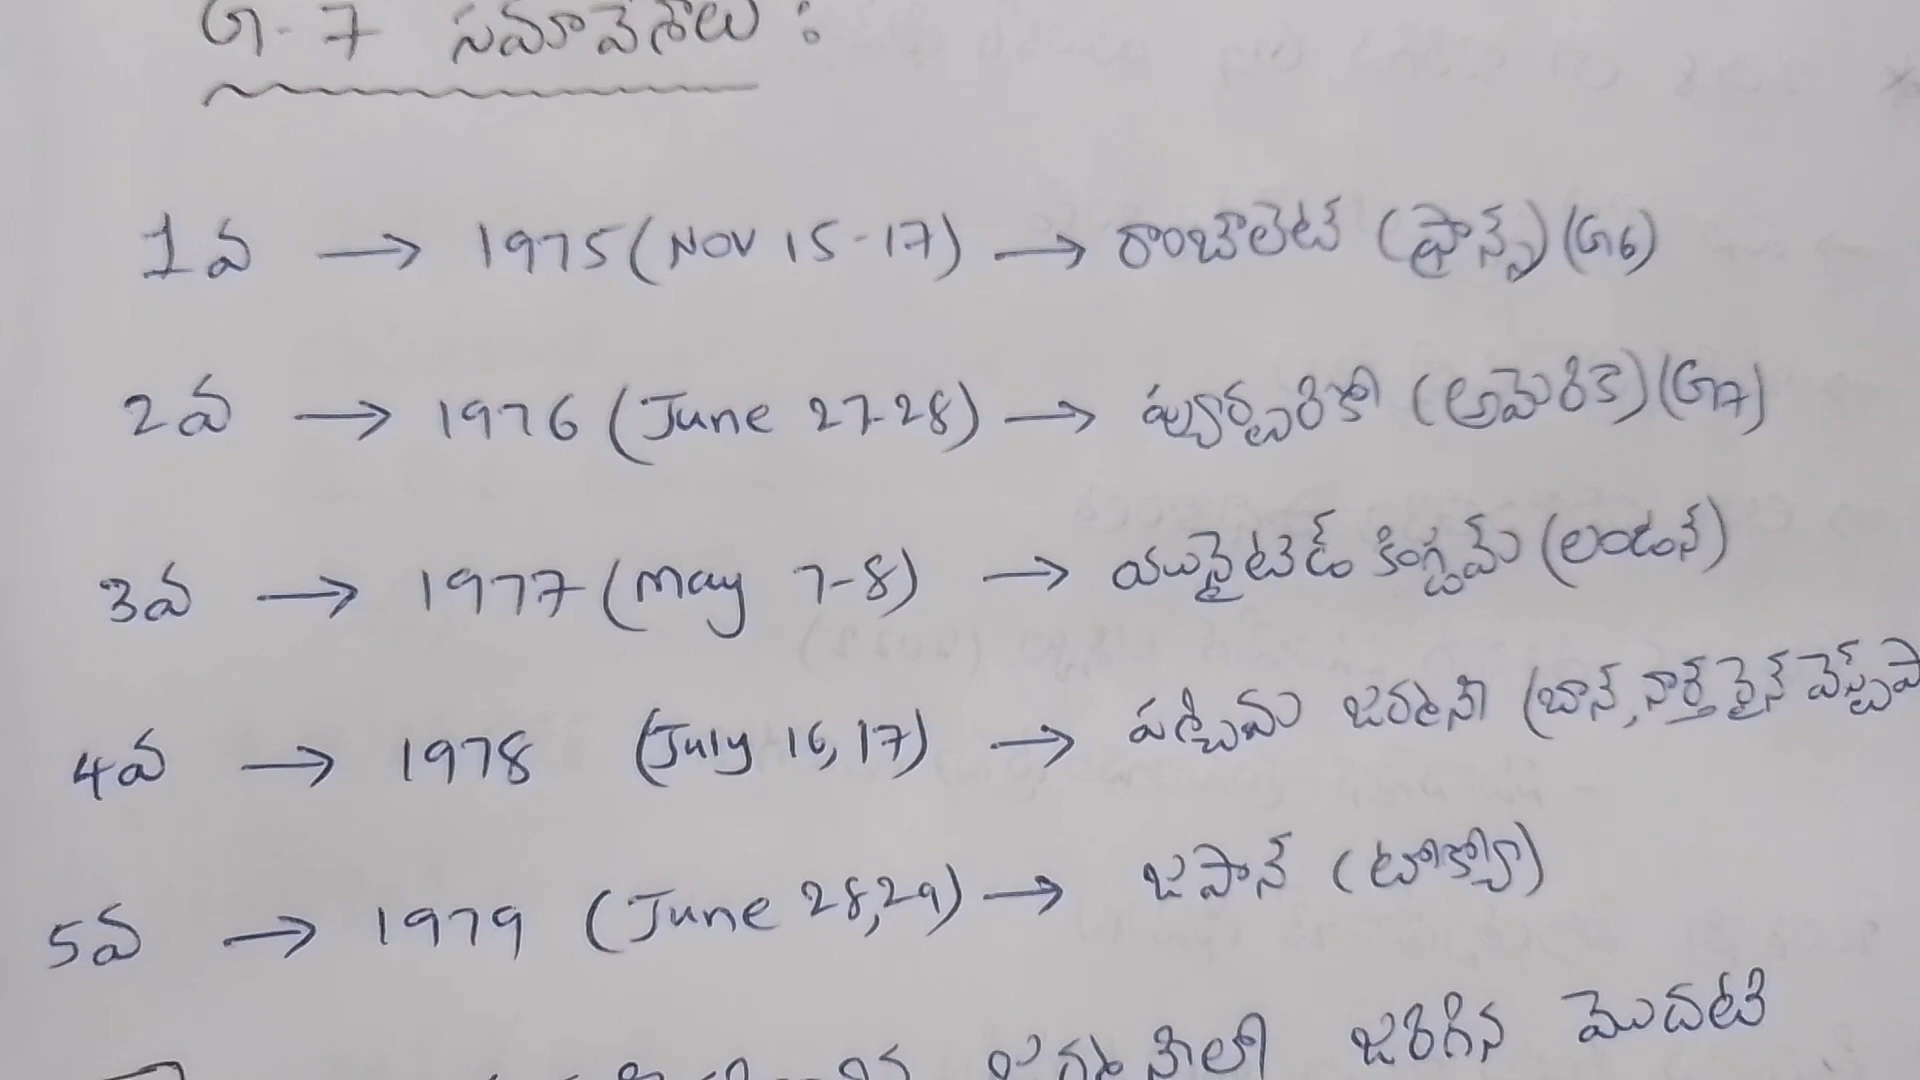 G-7 సమావేశాలు :
1వ → 1975 (NOV 15-17) → రాంబౌలెట్ (ఫ్రాన్స్) (G6)
2వ → 1976 (June 27-28) → ప్యూర్టోరికో (అమెరికా) (G7)
3వ → 1977 (May 7-8) → యునైటెడ్ కింగ్డమ్ (లండన్)
4వ → 1978 (July 16, 17) → పశ్చిమ జర్మనీ (బాన్, నార్త్ రైన్
5వ → 1979 (June 28,29) → జపాన్ (టోక్యో)
జర్మనీలో జరిగిన మొదటి